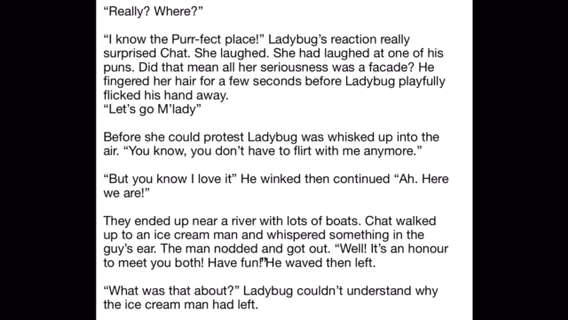 “Really? Where?”
“I know the Purr-fect place!” Ladybug’s reaction really
surprised Chat. She laughed. She had laughed at one of his
puns. Did that mean all her seriousness was a facade? He
fingered her hair for a few seconds before Ladybug playfully
flicked his hand away.
“Let’s go M’lady”
Before she could protest Ladybug was whisked up into the
air. “You know, you don’t have to flirt with me anymore.”
“But you know I love it” He winked then continued “Ah. Here
we are!”
They ended up near a river with lots of boats. Chat walked
up to an ice cream man and whispered something in the
guy’s ear. The man nodded and got out. “Well! It’s an honour
to meet you both! Have fun!” He waved then left.
“What was that about?” Ladybug couldn’t understand why
the ice cream man had left.